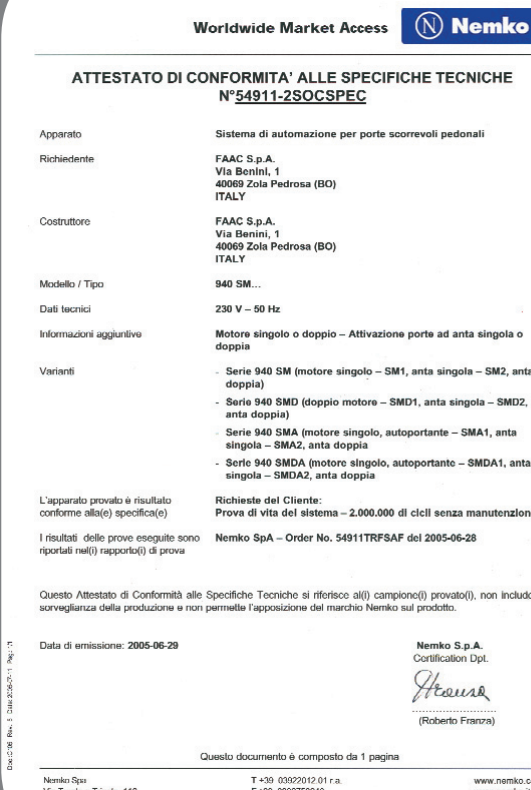 Worldwide Market Access
N Nemko
ATTESTATO DI CONFORMITA' ALLE SPECIFICHE TECNICHE
N°54911-2SOCSPEC
Apparato Sistema di automazione per porte scorrevoli pedonali
Richiedente FAAC S.p.A.
Via Benini, 1
40069 Zola Pedrosa (BO)
ITALY
Costruttore FAAC S.p.A.
Via Benini, 1
40069 Zola Pedrosa (BO)
ITALY
Modello / Tipo 940 SM...
Dati tecnici 230 V – 50 Hz
Informazioni aggiuntive Motore singolo o doppio – Attivazione porte ad anta singola o
doppia
Varianti - Serie 940 SM (motore singolo – SM1, anta singola – SM2, anta
doppia)
- Serie 940 SMD (doppio motore – SMD1, anta singola – SMD2,
anta doppia)
- Serie 940 SMA (motore singolo, autoportante – SMA1, anta
singola – SMA2, anta doppia
- Serie 940 SMDA (motore singolo, autoportante – SMDA1, anta
singola – SMDA2, anta doppia
L'apparato provato è risultato
conforme alla(e) specifica(e)
Richieste del Cliente:
Prova di vita del sistema – 2.000.000 di cicli senza manutenzion
I risultati delle prove eseguite sono
riportati nel(i) rapporto(i) di prova
Nemko SpA – Order No. 54911TRFSAF del 2005-06-28
Questo Attestato di Conformità alle Specifiche Tecniche si riferisce al(i) campione(i) provato(i), non include
sorveglianza della produzione e non permette l'apposizione del marchio Nemko sul prodotto.
Data di emissione: 2005-06-29
Nemko S.p.A.
Certification Dpt.
(Roberto Franza)
Questo documento è composto da 1 pagina
Nemko Spa T +39 03922012.01 r.a. www.nemko.c